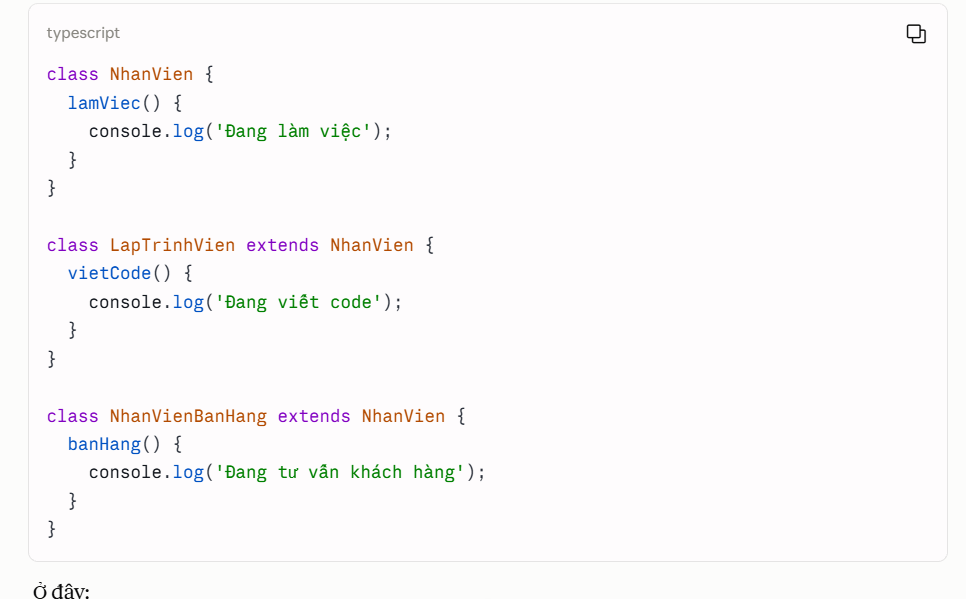 typescript
class NhanVien {
  lamViec() {
    console.log('Đang làm việc');
  }
}

class LapTrinhVien extends NhanVien {
  vietCode() {
    console.log('Đang viết code');
  }
}

class NhanVienBanHang extends NhanVien {
  banHang() {
    console.log('Đang tư vấn khách hàng');
  }
}
Ở đây: